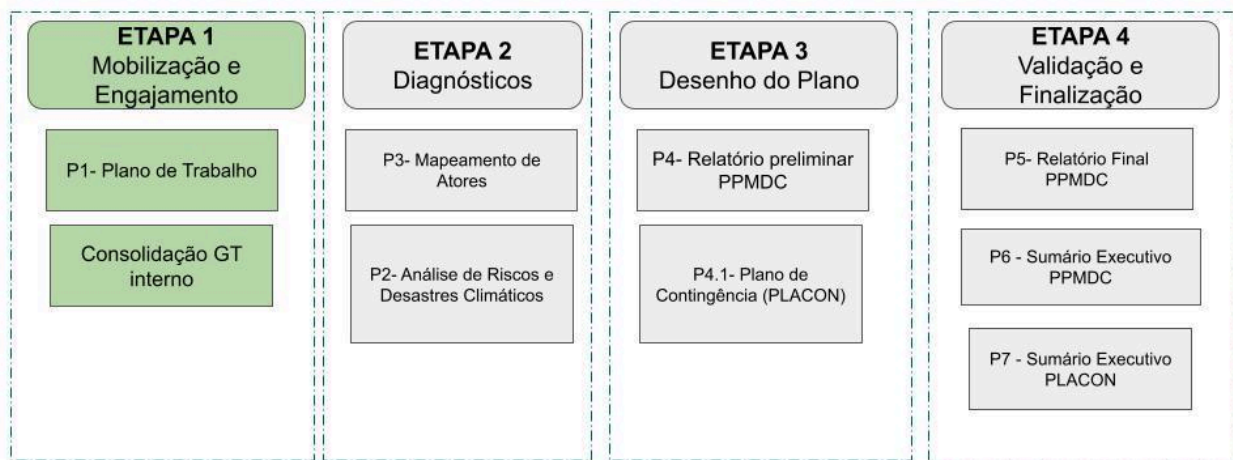 ETAPA 1
Mobilização e
Engajamento
P1- Plano de Trabalho
Consolidação GT
interno
ETAPA 2
Diagnósticos
P3- Mapeamento de
Atores
P2- Análise de Riscos e
Desastres Climáticos
ETAPA 3
Desenho do Plano
P4- Relatório preliminar
PPMDC
P4.1- Plano de
Contingência (PLACON)
ETAPA 4
Validação e
Finalização
P5- Relatório Final
PPMDC
P6 - Sumário Executivo
PPMDC
P7 - Sumário Executivo
PLACON